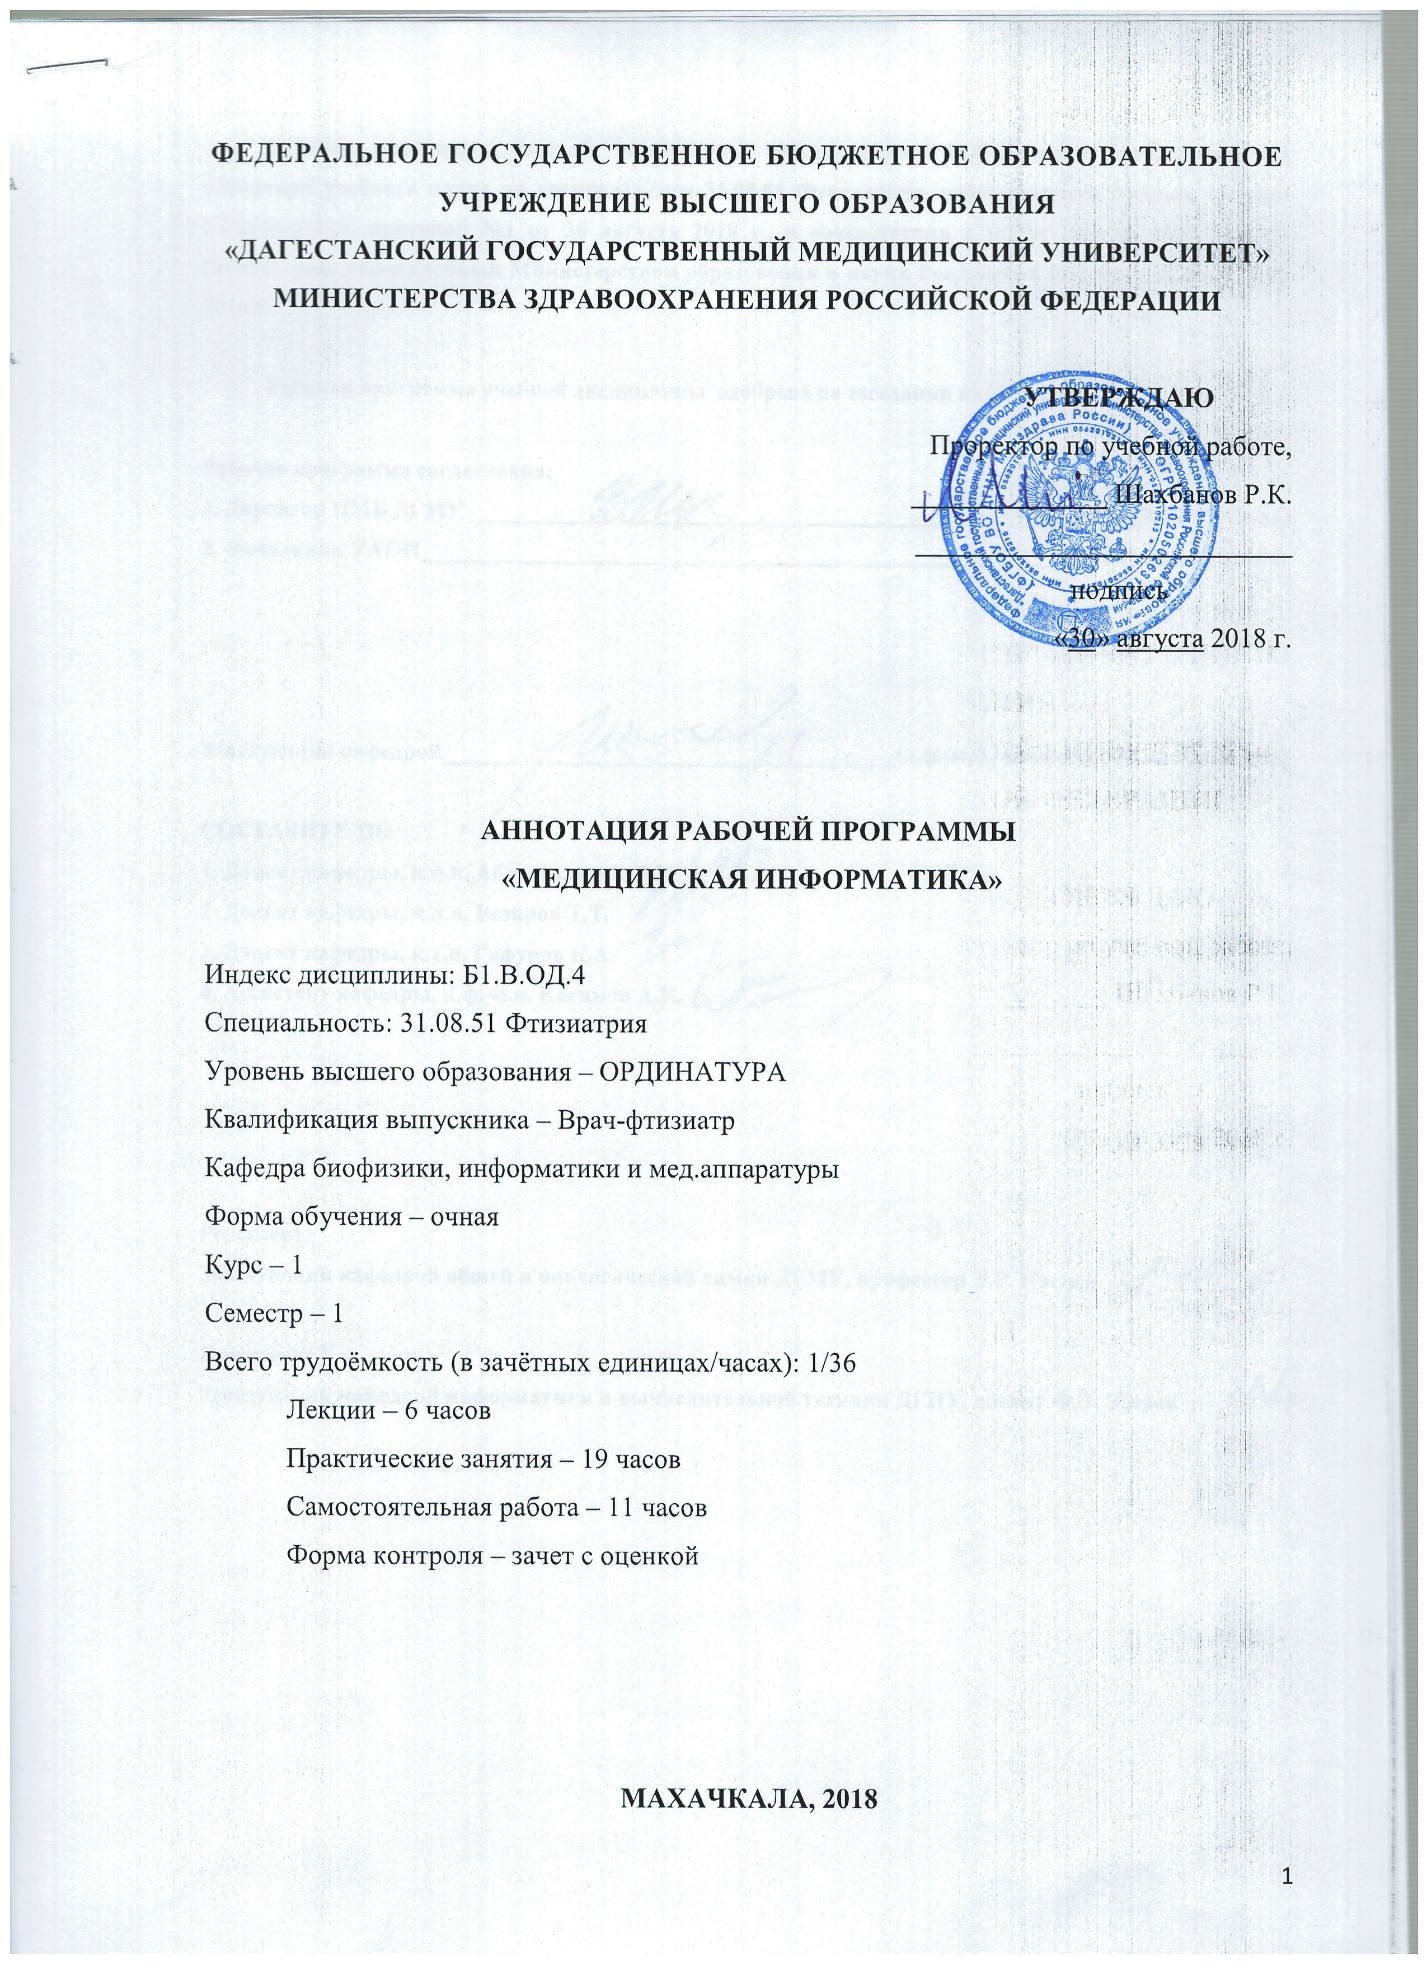 ФЕДЕРАЛЬНОЕ ГОСУДАРСТВЕННОЕ БЮДЖЕТНОЕ ОБРАЗОВАТЕЛЬНОЕ
УЧРЕЖДЕНИЕ ВЫСШЕГО ОБРАЗОВАНИЯ
«ДАГЕСТАНСКИЙ ГОСУДАРСТВЕННЫЙ МЕДИЦИНСКИЙ УНИВЕРСИТЕТ»
МИНИСТЕРСТВА ЗДРАВООХРАНЕНИЯ РОССИЙСКОЙ ФЕДЕРАЦИИ
УТВЕРЖДАЮ
Проректор по учебной работе,
Шахбанов Р.К.
подпись
«30» августа 2018 г.
АННОТАЦИЯ РАБОЧЕЙ ПРОГРАММЫ
«МЕДИЦИНСКАЯ ИНФОРМАТИКА»
Индекс дисциплины: Б1.В.ОД.4
Специальность: 31.08.51 Фтизиатрия
Уровень высшего образования – ОРДИНАТУРА
Квалификация выпускника – Врач-фтизиатр
Кафедра биофизики, информатики и мед.аппаратуры
Форма обучения – очная
Курс – 1
Семестр – 1
Всего трудоёмкость (в зачётных единицах/часах): 1/36
Лекции – 6 часов
Практические занятия – 19 часов
Самостоятельная работа – 11 часов
Форма контроля – зачет с оценкой
МАХАЧКАЛА, 2018
1